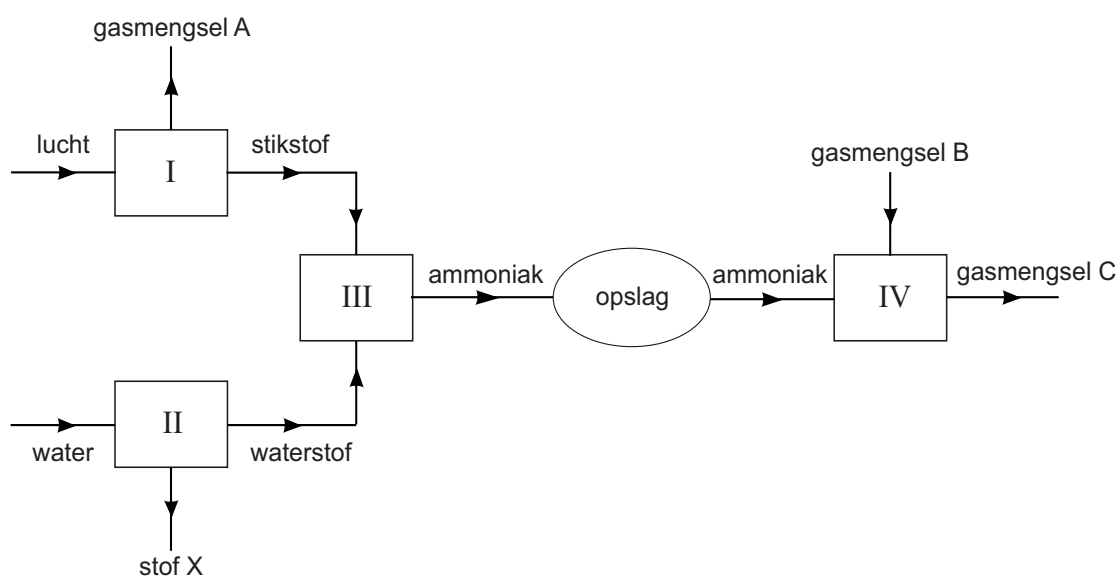 gasmengsel A
lucht
I
stikstof
gasmengsel B
III
ammoniak
opslag
ammoniak
IV
gasmengsel C
II
water
waterstof
stof X